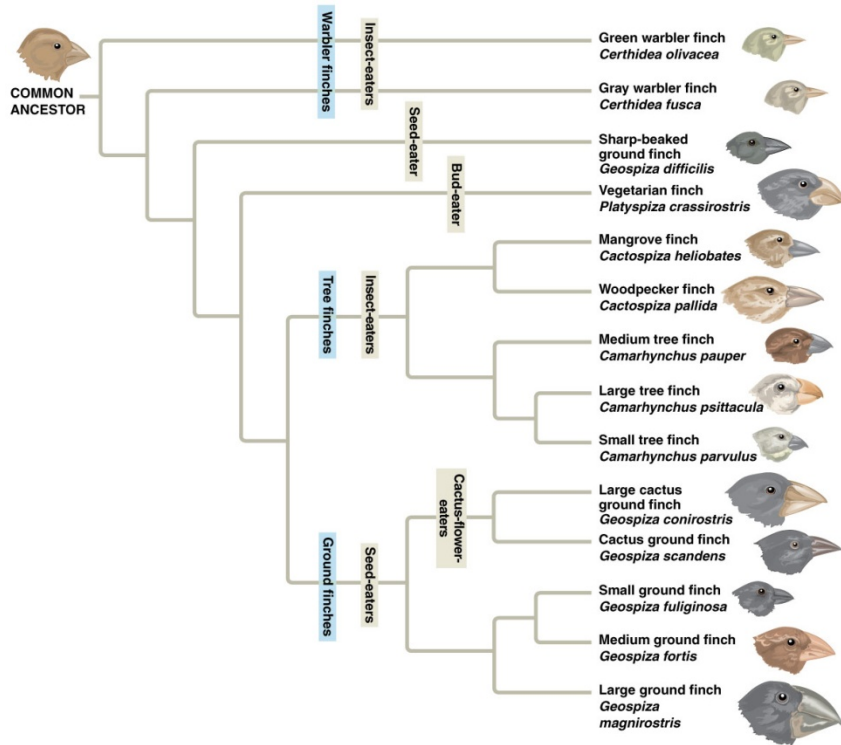 COMMON
ANCESTOR
Warbler finches
Insect-eaters
Green warbler finch
Certhidea olivacea
Gray warbler finch
Certhidea fusca
Seed-eater
Sharp-beaked
ground finch
Geospiza difficilis
Bud-eater
Vegetarian finch
Platyspiza crassirostris
Tree finches
Insect-eaters
Mangrove finch
Cactospiza heliobates
Woodpecker finch
Cactospiza pallida
Medium tree finch
Camarhynchus pauper
Large tree finch
Camarhynchus psittacula
Small tree finch
Camarhynchus parvulus
Ground finches
Seed-eaters
Cactus-flower-
eaters
Large cactus
ground finch
Geospiza conirostris
Cactus ground finch
Geospiza scandens
Small ground finch
Geospiza fuliginosa
Medium ground finch
Geospiza fortis
Large ground finch
Geospiza
magnirostris